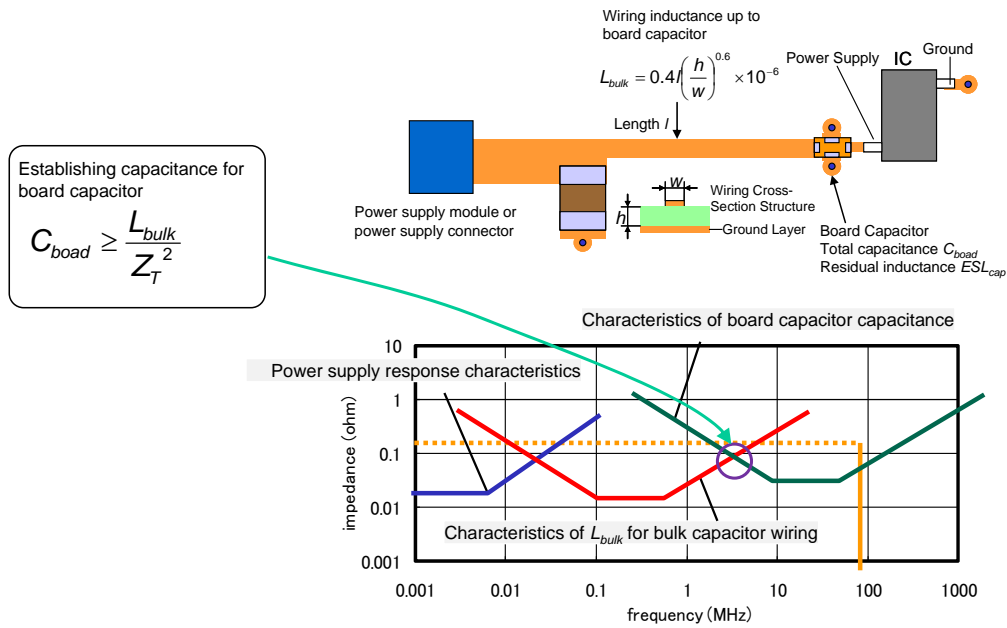 Wiring inductance up to
board capacitor
L_bulk = 0.4l(h/w)^0.6 ×10^-6
Length l
Power Supply
IC
Ground
Establishing capacitance for
board capacitor
C_boad ≥ L_bulk/Z_T^2
Power supply module or
power supply connector
w
h
Wiring Cross-
Section Structure
Ground Layer
Board Capacitor
Total capacitance C_boad
Residual inductance ESL_cap
Characteristics of board capacitor capacitance
Power supply response characteristics
Characteristics of L_bulk for bulk capacitor wiring
impedance (ohm)
10
1
0.1
0.01
0.001
0.001
0.01
0.1
1
10
100
1000
frequency (MHz)